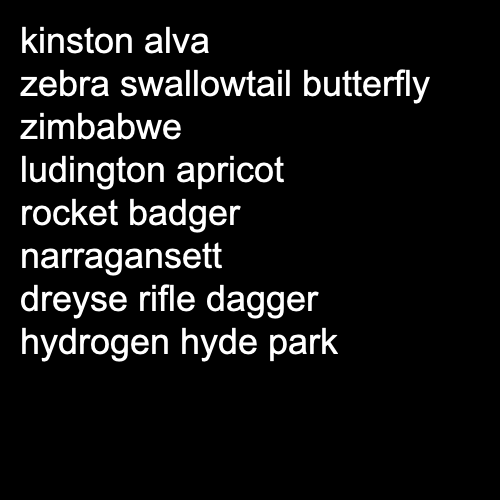 kinston alva
zebra swallowtail butterfly
zimbabwe
ludington apricot
rocket badger
narragansett
dreyse rifle dagger
hydrogen hyde park